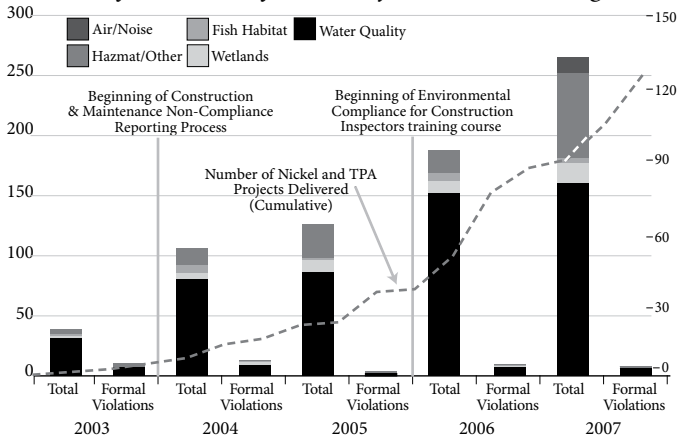 300
250
200
150
100
50
0
Air/Noise
Hazmat/Other
Fish Habitat
Wetlands
Water Quality
Beginning of Construction
& Maintenance Non-Compliance
Reporting Process
Beginning of Environmental
Compliance for Construction
Inspectors training course
Number of Nickel and TPA
Projects Delivered
(Cumulative)
150
120
90
60
30
0
Total
Formal
Violations
Total
Formal
Violations
Total
Formal
Violations
Total
Formal
Violations
Total
Formal
Violations
2003
2004
2005
2006
2007